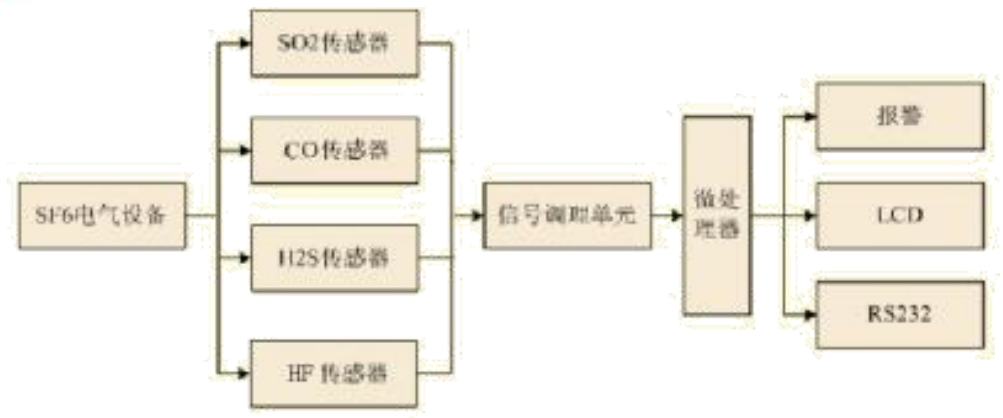 SO2传感器
CO传感器
SF6电气设备
H2S传感器
HF 传感器
信号调理单元
微处
理器
报警
LCD
RS232